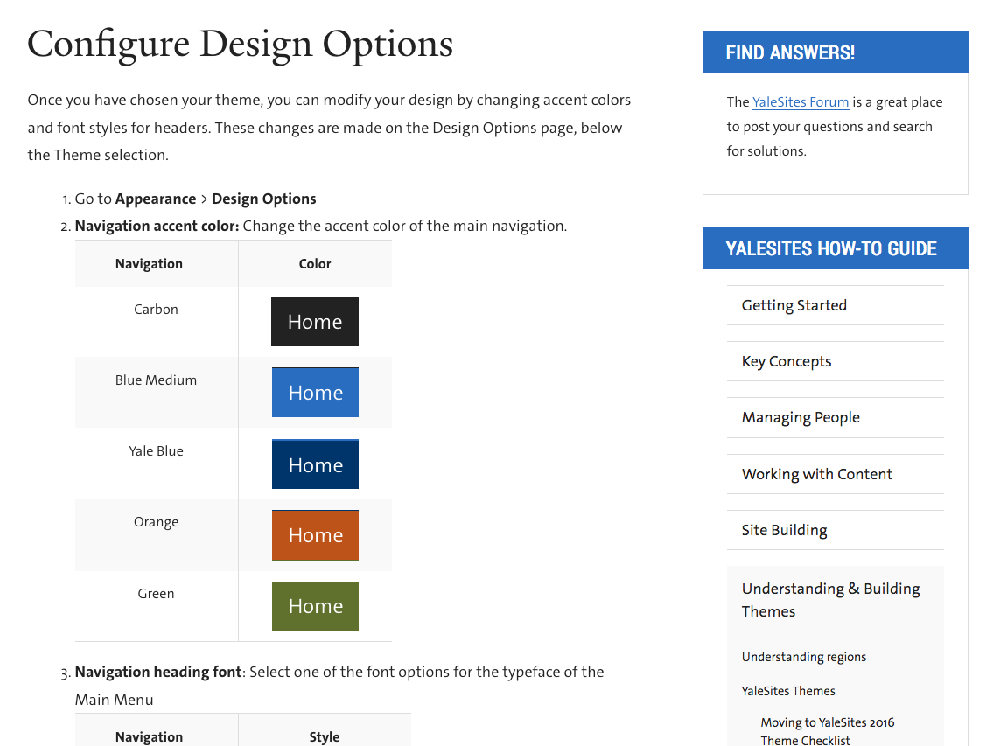 Configure Design Options
Once you have chosen your theme, you can modify your design by changing accent colors
and font styles for headers. These changes are made on the Design Options page, below
the Theme selection.
1. Go to Appearance > Design Options
2. Navigation accent color: Change the accent color of the main navigation.
Navigation Color
Carbon Home
Blue Medium Home
Yale Blue Home
Orange Home
Green Home
3. Navigation heading font: Select one of the font options for the typeface of the
Main Menu
Navigation Style
FIND ANSWERS!
The YaleSites Forum is a great place
to post your questions and search
for solutions.
YALESITES HOW-TO GUIDE
Getting Started
Key Concepts
Managing People
Working with Content
Site Building
Understanding & Building
Themes
Understanding regions
YaleSites Themes
Moving to YaleSites 2016
Theme Checklist